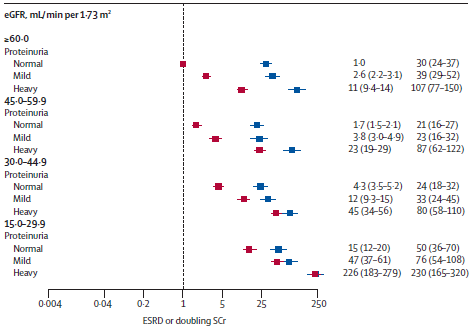 eGFR, mL/min per 1·73 m²
≥60·0
Proteinuria
Normal 1·0 30 (24–37)
Mild 2·6 (2·2–3·1) 39 (29–52)
Heavy 11 (9·4–14) 107 (77–150)
45·0–59·9
Proteinuria
Normal 1·7 (1·5–2·1) 21 (16–27)
Mild 3·8 (3·0–4·9) 23 (16–32)
Heavy 23 (19–29) 87 (62–122)
30·0–44·9
Proteinuria
Normal 4·3 (3·5–5·2) 24 (18–32)
Mild 12 (9·3–15) 33 (24–45)
Heavy 45 (34–56) 80 (58–110)
15·0–29·9
Proteinuria
Normal 15 (12–20) 50 (36–70)
Mild 47 (37–61) 76 (54–108)
Heavy 226 (183–279) 230 (165–320)
0·004 0·04 0·2 1 5 25 250
ESRD or doubling SCr